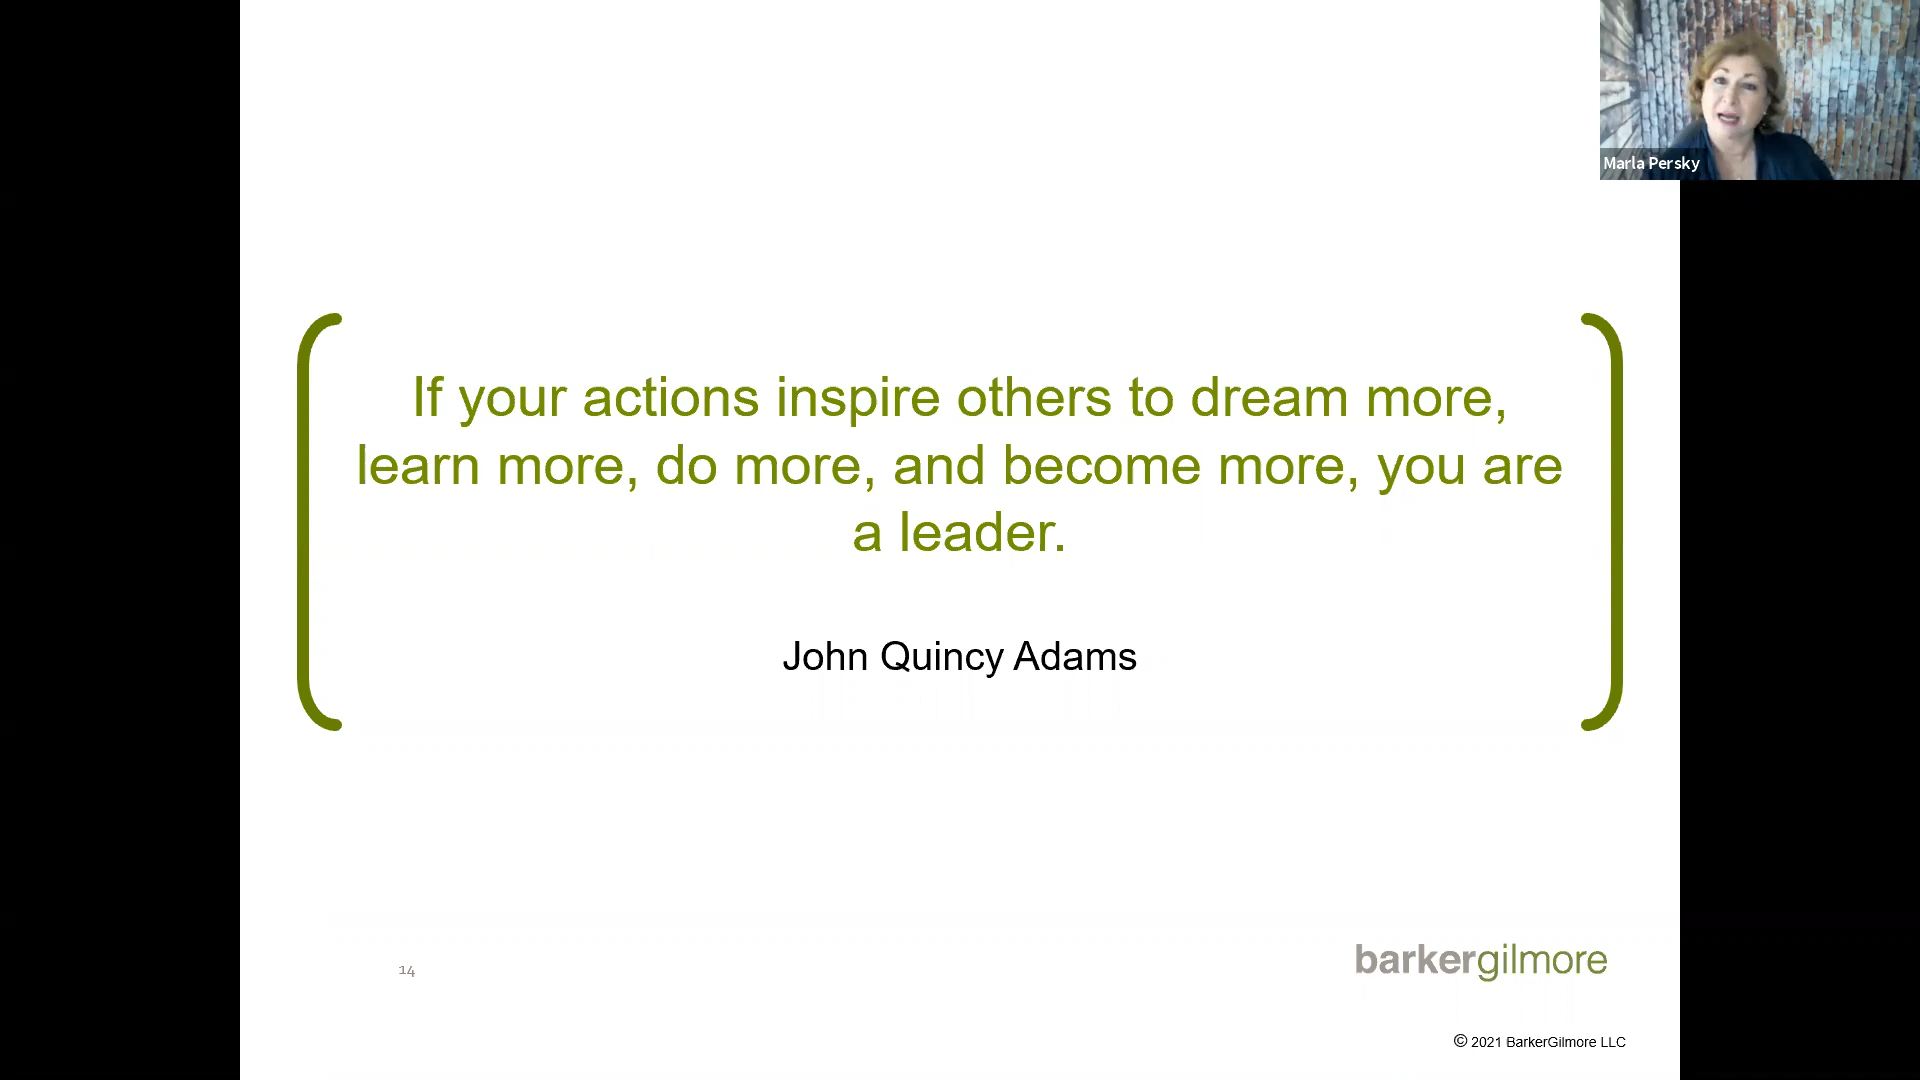 Marla Persky
If your actions inspire others to dream more,
learn more, do more, and become more, you are
a leader.
John Quincy Adams
14
barkergilmore
© 2021 BarkerGilmore LLC